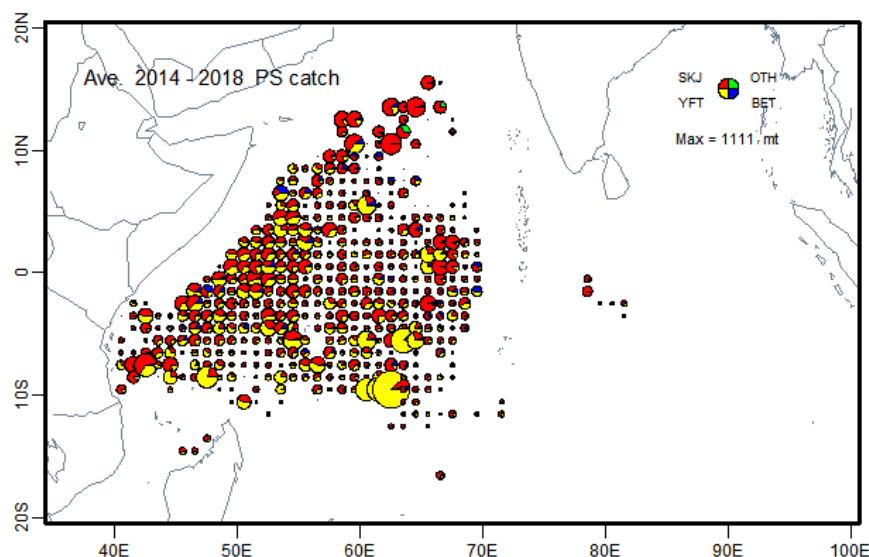 20N
Ave. 2014 - 2018 PS catch
SKJ OTH
YFT BET
Max = 1111 mt
10N
0
10S
20S
40E 50E 60E 70E 80E 90E 100E